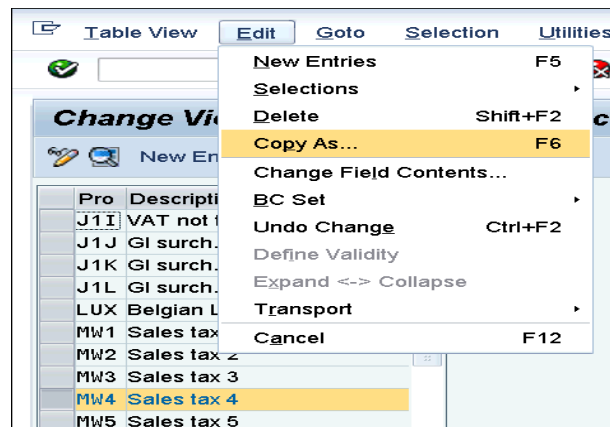 Table View Edit Goto Selection Utilities
New Entries F5
Selections
Change Vi
Delete Shift+F2
Copy As... F6
New En
Change Field Contents...
Pro Descripti
BC Set
J1I VAT not
Undo Change Ctrl+F2
J1J GI surch.
Define Validity
J1K GI surch.
Expand <-> Collapse
J1L GI surch.
LUX Belgian L
Transport
MW1 Sales tax
Cancel F12
MW2 Sales tax 2
MW3 Sales tax 3
MW4 Sales tax 4
MW5 Sales tax 5